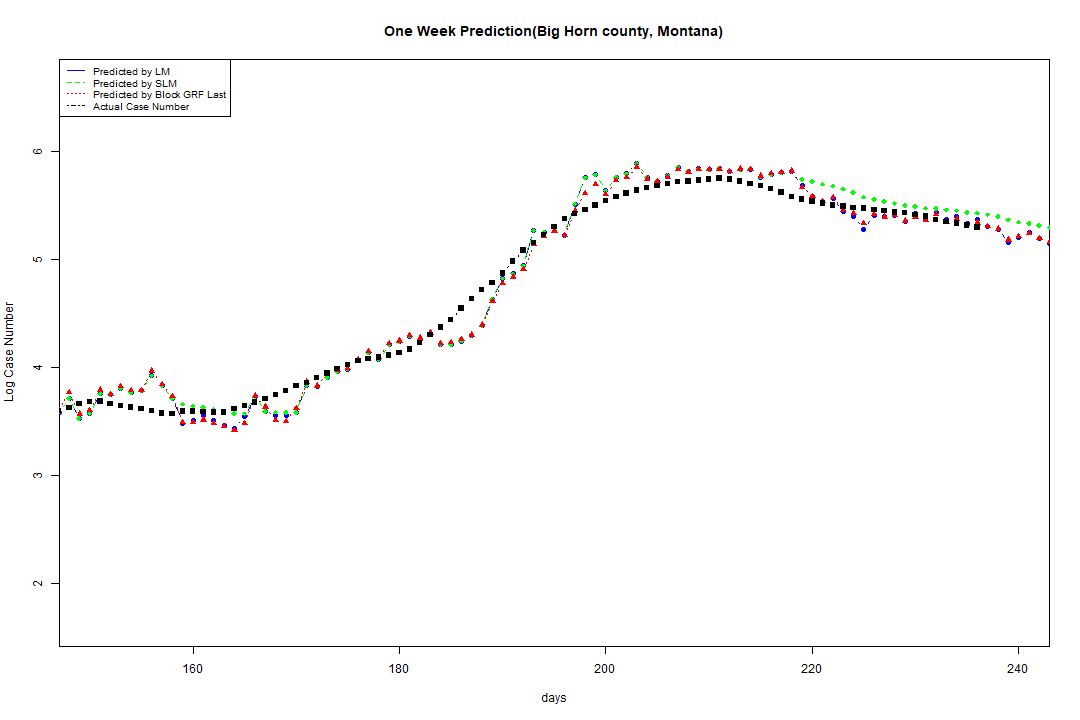 One Week Prediction(Big Horn county, Montana)
Predicted by LM
Predicted by SLM
Predicted by Block GRF Last
Actual Case Number
6
5
4
3
2
Log Case Number
160 180 200 220 240
days